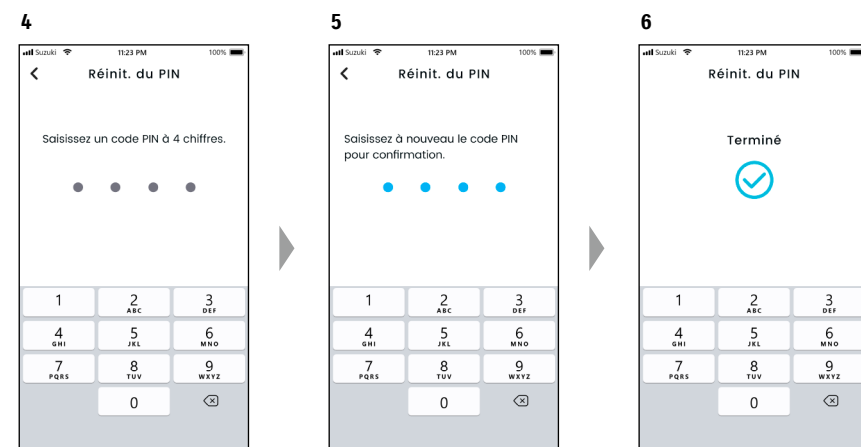 4
Suzuki 11:23 PM 100%
Réinit. du PIN
Saisissez un code PIN à 4 chiffres.
1 2 3
ABC DEF
4 5 6
GHI JKL MNO
7 8 9
PQRS TUV WXYZ
0
5
Suzuki 11:23 PM 100%
Réinit. du PIN
Saisissez à nouveau le code PIN
pour confirmation.
1 2 3
ABC DEF
4 5 6
GHI JKL MNO
7 8 9
PQRS TUV WXYZ
0
6
Suzuki 11:23 PM 100%
Réinit. du PIN
Terminé
1 2 3
ABC DEF
4 5 6
GHI JKL MNO
7 8 9
PQRS TUV WXYZ
0